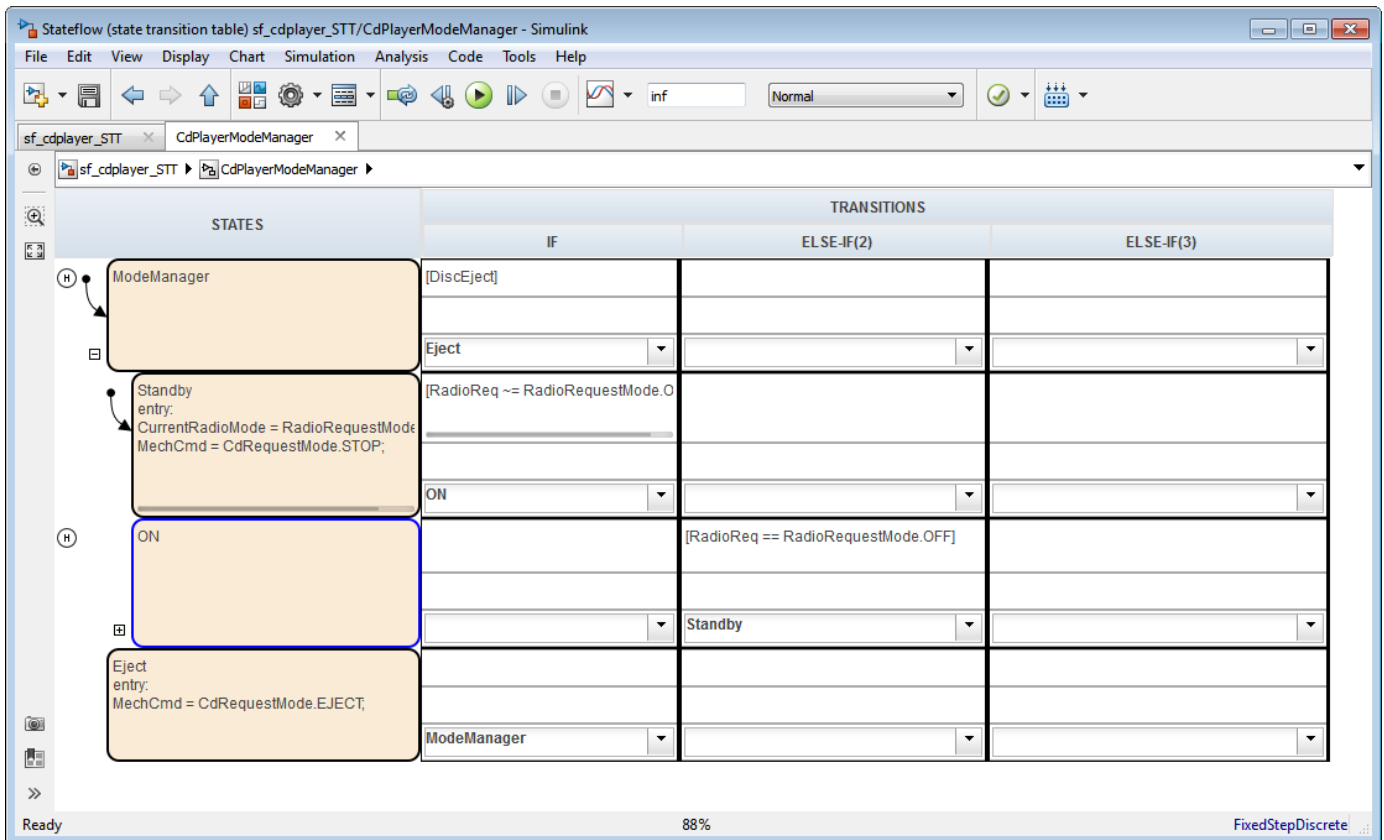 Stateflow (state transition table) sf_cdplayer_STT/CdPlayerModeManager - Simulink
File Edit View Display Chart Simulation Analysis Code Tools Help
inf Normal
sf_cdplayer_STT CdPlayerModeManager
sf_cdplayer_STT CdPlayerModeManager
STATES TRANSITIONS
IF ELSE-IF(2) ELSE-IF(3)
H ModeManager [DiscEject]
Eject
Standby [RadioReq ~= RadioRequestMode.O
entry:
CurrentRadioMode = RadioRequestMode
MechCmd = CdRequestMode.STOP;
ON
H ON [RadioReq == RadioRequestMode.OFF]
Standby
Eject
entry:
MechCmd = CdRequestMode.EJECT;
ModeManager
Ready 88% FixedStepDiscrete